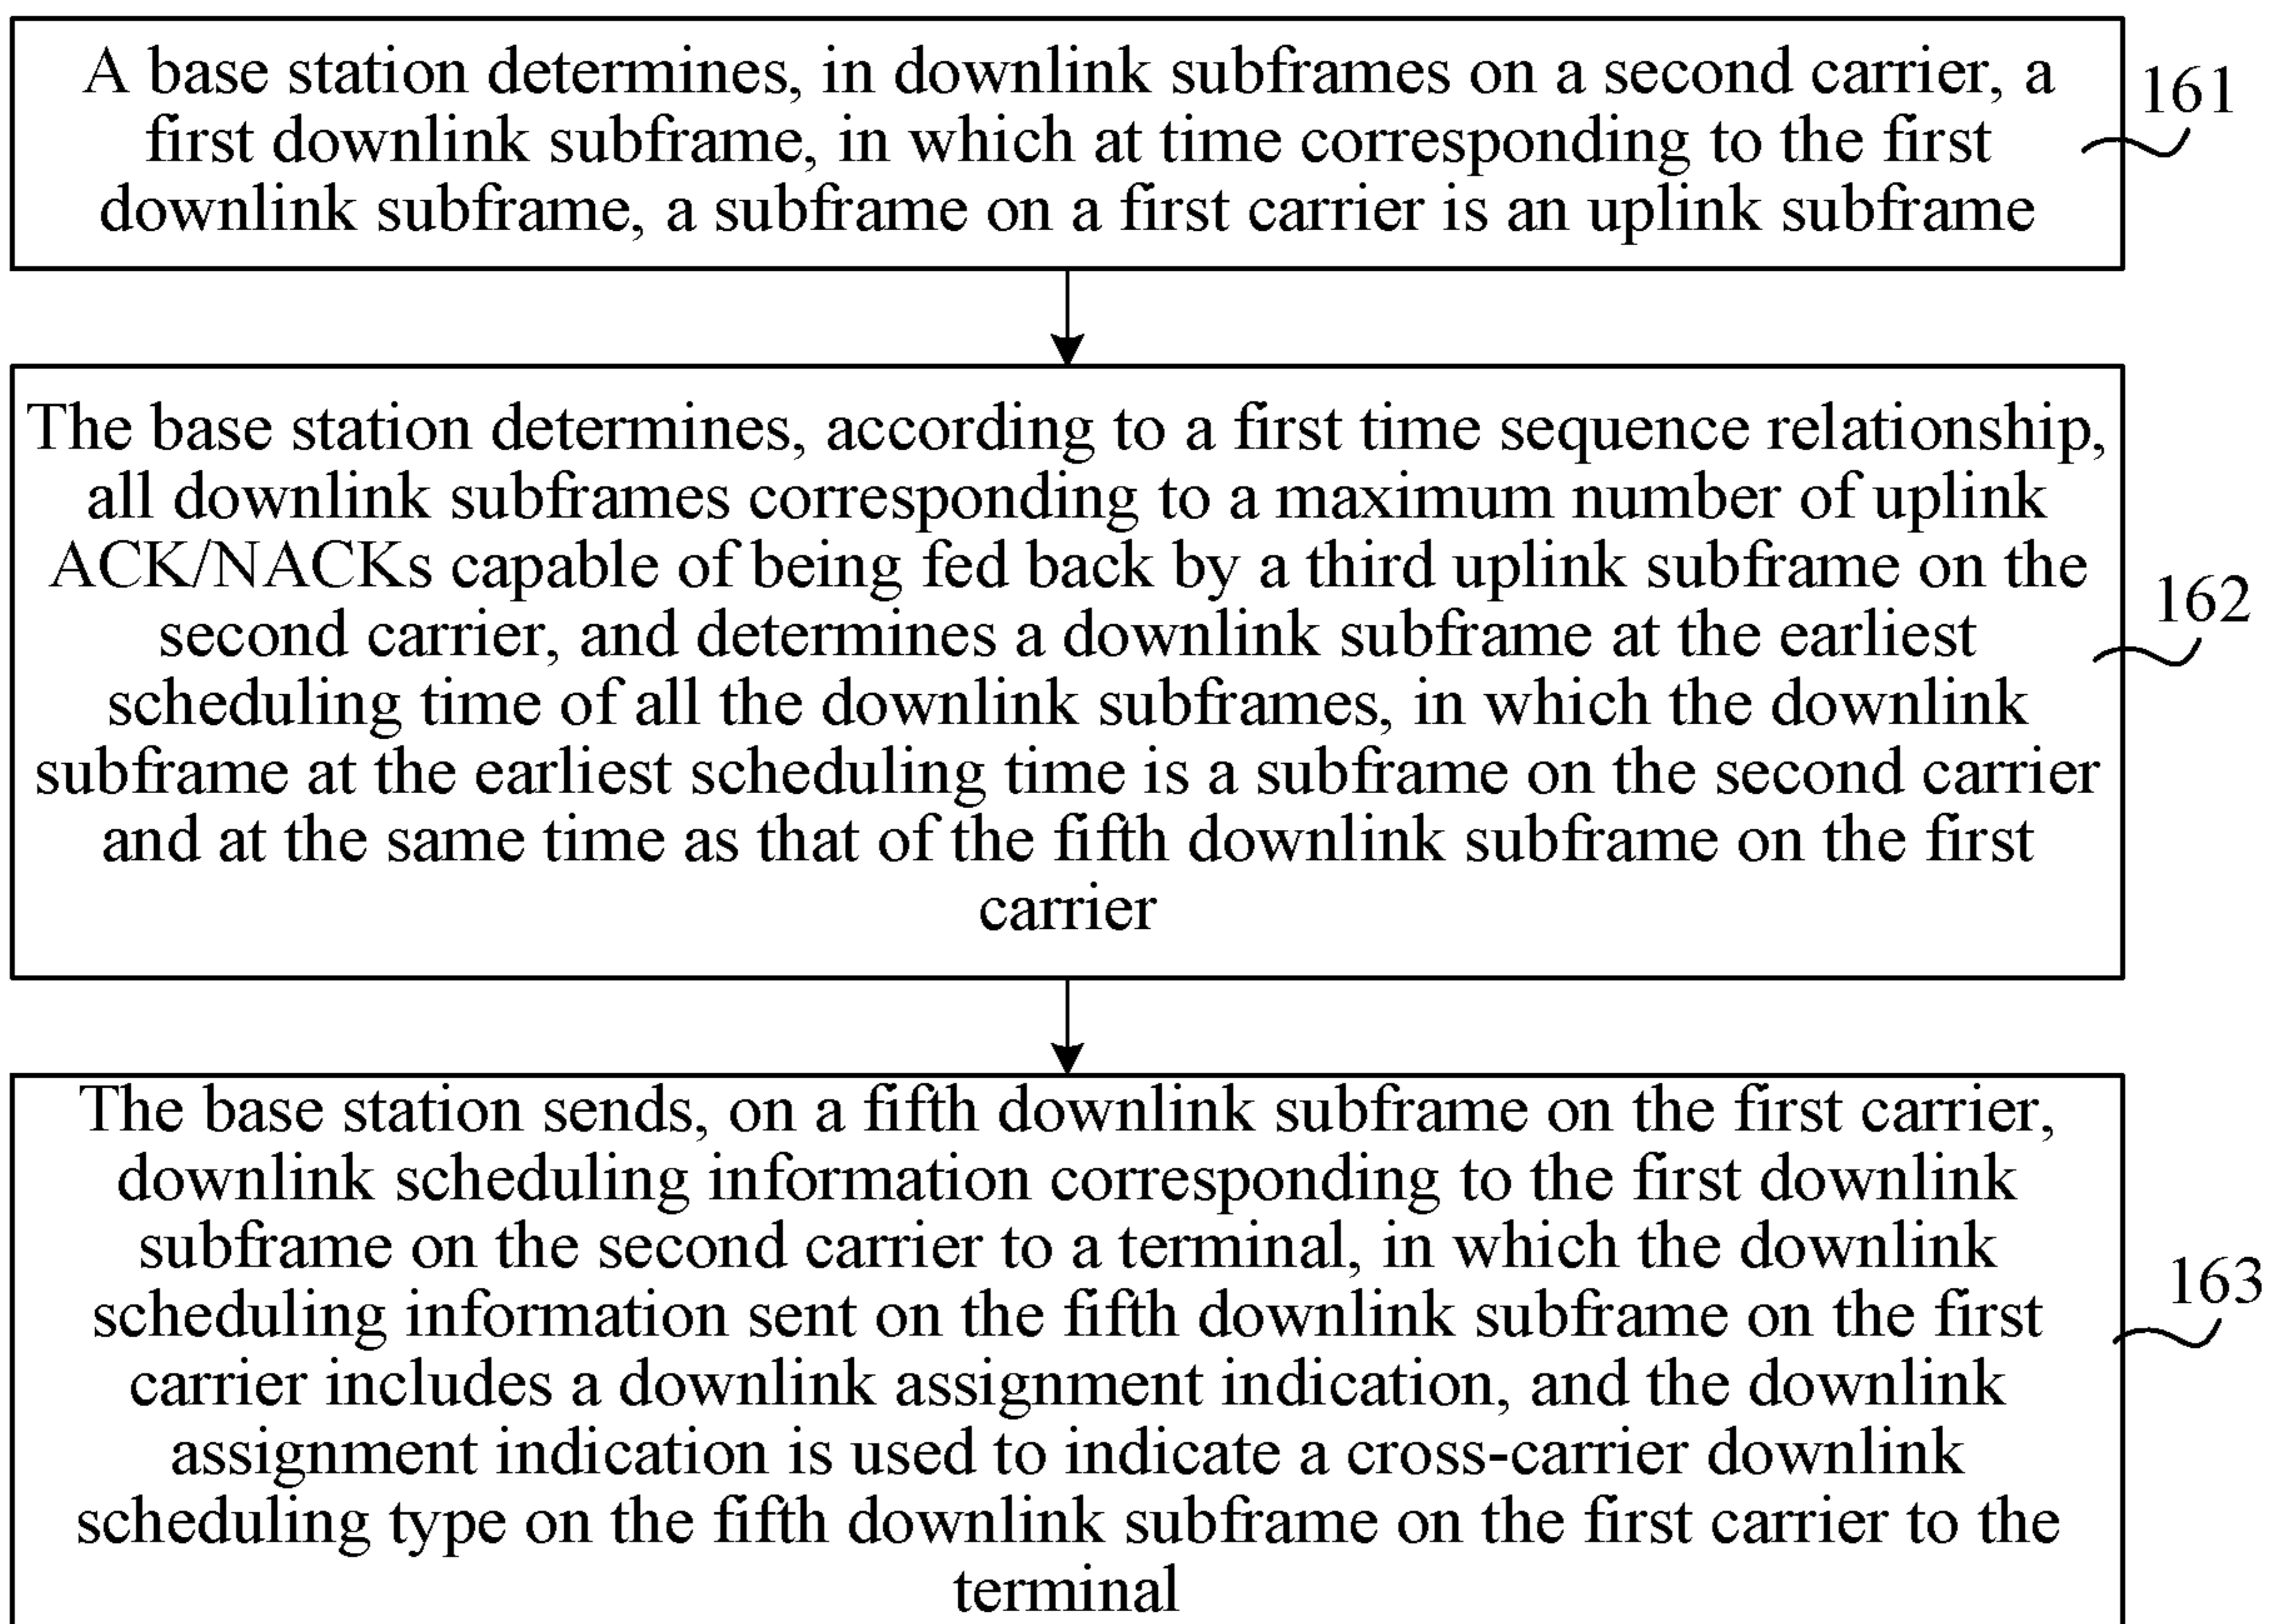 A base station determines, in downlink subframes on a second carrier, a
first downlink subframe, in which at time corresponding to the first
downlink subframe, a subframe on a first carrier is an uplink subframe
161
The base station determines, according to a first time sequence relationship,
all downlink subframes corresponding to a maximum number of uplink
ACK/NACKs capable of being fed back by a third uplink subframe on the
second carrier, and determines a downlink subframe at the earliest
scheduling time of all the downlink subframes, in which the downlink
subframe at the earliest scheduling time is a subframe on the second carrier
and at the same time as that of the fifth downlink subframe on the first
carrier
162
The base station sends, on a fifth downlink subframe on the first carrier,
downlink scheduling information corresponding to the first downlink
subframe on the second carrier to a terminal, in which the downlink
scheduling information sent on the fifth downlink subframe on the first
carrier includes a downlink assignment indication, and the downlink
assignment indication is used to indicate a cross-carrier downlink
scheduling type on the fifth downlink subframe on the first carrier to the
terminal
163